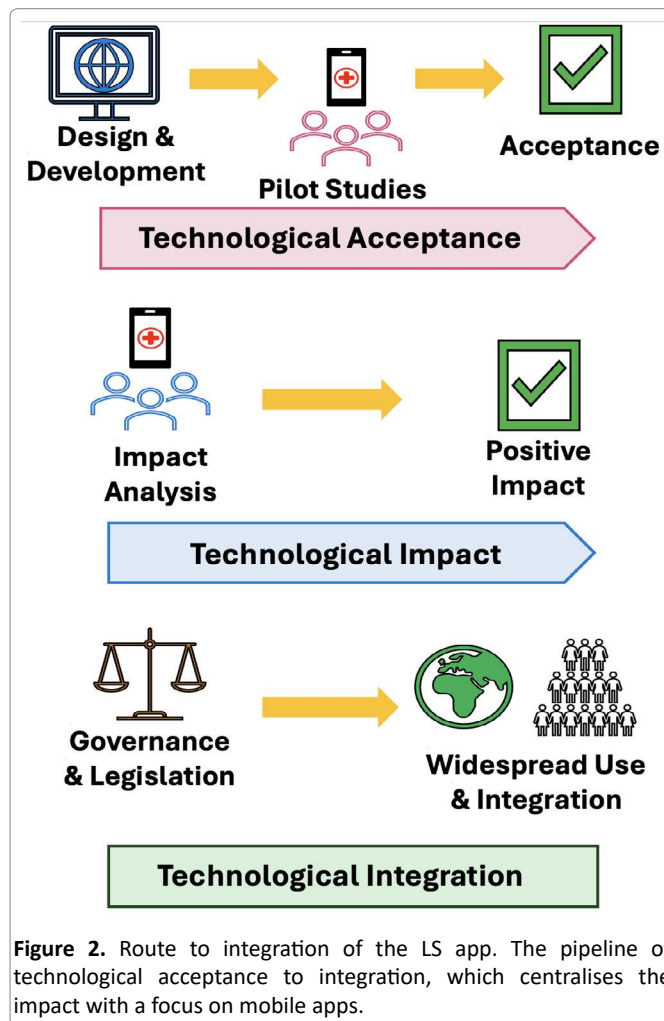 Design &
Development
Pilot Studies
Acceptance
Technological Acceptance
Impact
Analysis
Positive
Impact
Technological Impact
Governance
& Legislation
Widespread Use
& Integration
Technological Integration
Figure 2. Route to integration of the LS app. The pipeline o
technological acceptance to integration, which centralises the
impact with a focus on mobile apps.